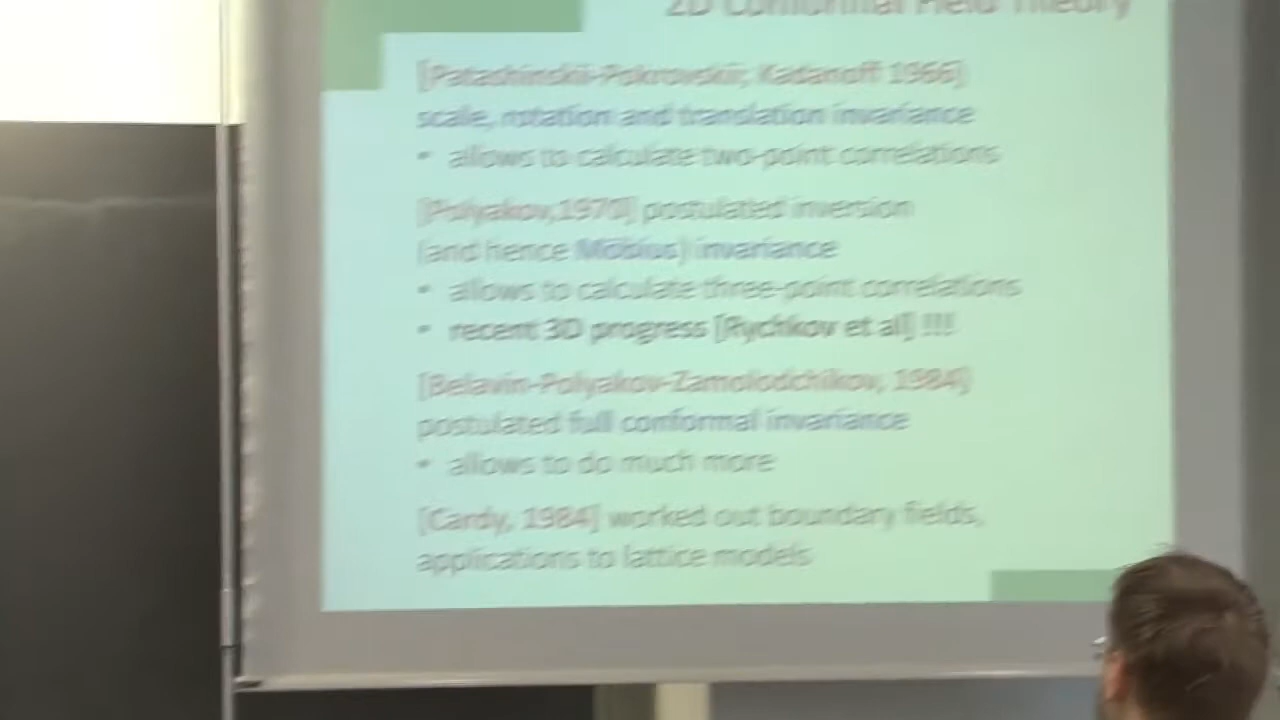 2D Conformal Field Theory
[Patashinskii-Pokrovskii; Kadanoff 1966]
scale, rotation and translation invariance
• allows to calculate two-point correlations
[Polyakov,1970] postulated inversion
(and hence Möbius) invariance
• allows to calculate three-point correlations
• recent 3D progress [Rychkov et al] !!!
[Belavin-Polyakov-Zamolodchikov, 1984]
postulated full conformal invariance
• allows to do much more
[Cardy, 1984] worked out boundary fields,
applications to lattice models